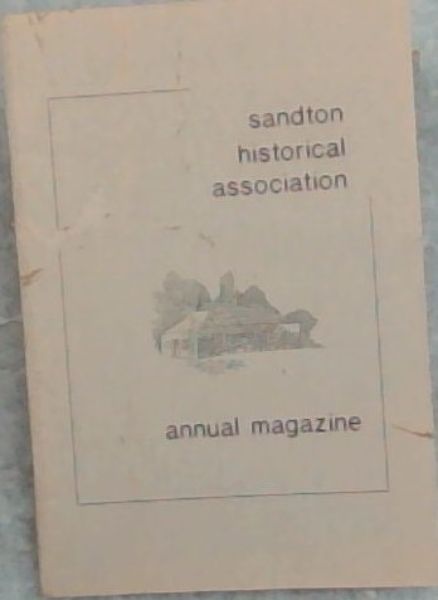 sandton
historical
association
annual magazine